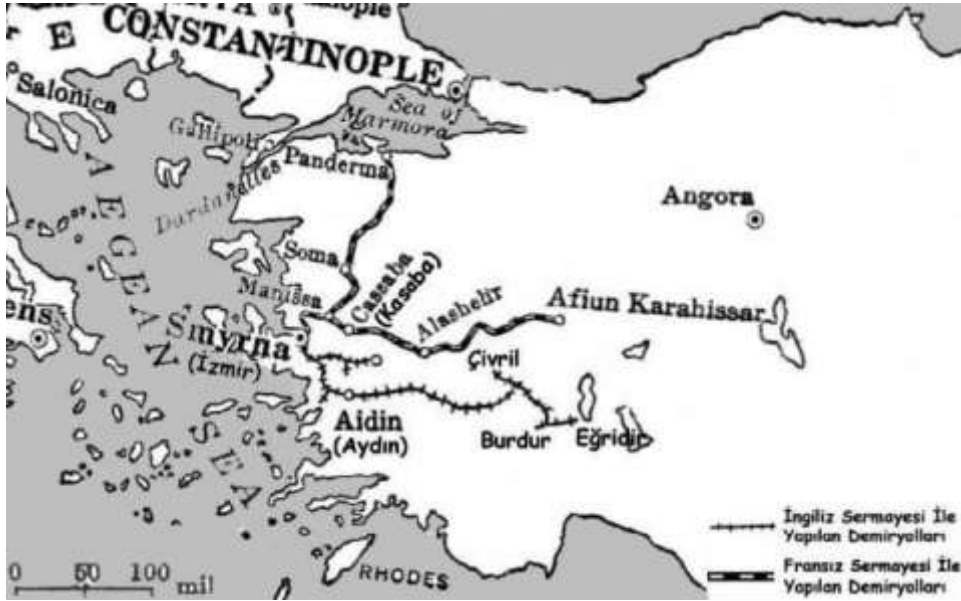 CONSTANTINOPLE
E
Salonica
Sea of
Marmora
Gallipoli
Panderma
Dardanelles
Angora
AEGEAN SEA
Soma
Manissa
Cassaba
(Kasaba)
Alashehir
Afiun Karahissar
ens
Smyrna
(İzmir)
Çivril
Aidin
(Aydın)
Burdur
Eğridir
RHODES
0 50 100
mil
İngiliz Sermayesi İle
Yapılan Demiryolları
Fransız Sermayesi İle
Yapılan Demiryolları